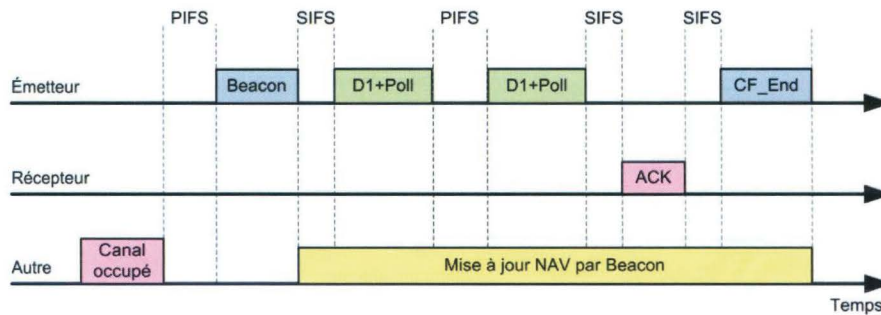 PIFS SIFS PIFS SIFS SIFS
Émetteur Beacon D1+Poll D1+Poll CF_End
Récepteur ACK
Autre Canal occupé Mise à jour NAV par Beacon
Temps